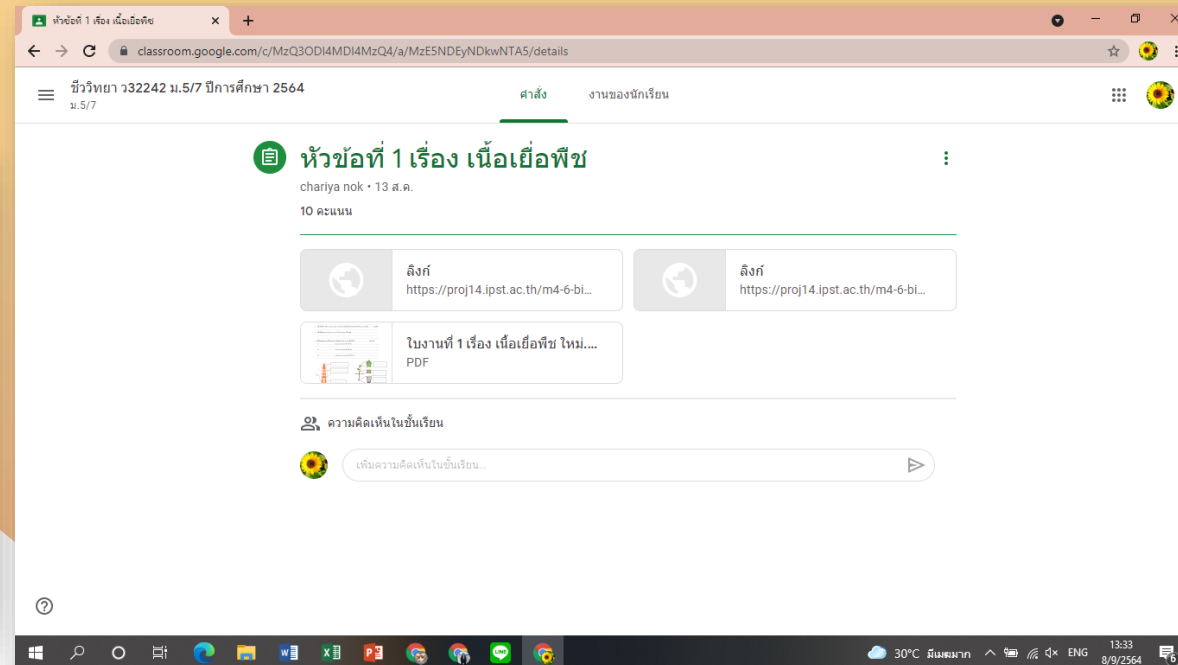 หัวข้อที่ 1 เรื่อง เนื้อเยื่อพืช
classroom.google.com/c/MzQ3ODI4MDI4MzQ4/a/MzE5NDEyNDkwNTA5/details
ชีววิทยา ว32242 ม.5/7 ปีการศึกษา 2564
ม.5/7
คำสั่ง งานของนักเรียน
หัวข้อที่ 1 เรื่อง เนื้อเยื่อพืช
chariya nok • 13 ส.ค.
10 คะแนน
ลิงก์
https://proj14.ipst.ac.th/m4-6-bi...
ลิงก์
https://proj14.ipst.ac.th/m4-6-bi...
ใบงานที่ 1 เรื่อง เนื้อเยื่อพืช ใหม่....
PDF
ความคิดเห็นในชั้นเรียน
เพิ่มความคิดเห็นในชั้นเรียน...
30°C มีเมฆมาก ENG 13:33
8/9/2564 6